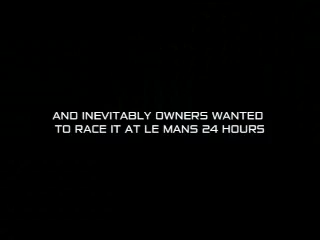 AND INEVITABLY OWNERS WANTED
TO RACE IT AT LE MANS 24 HOURS